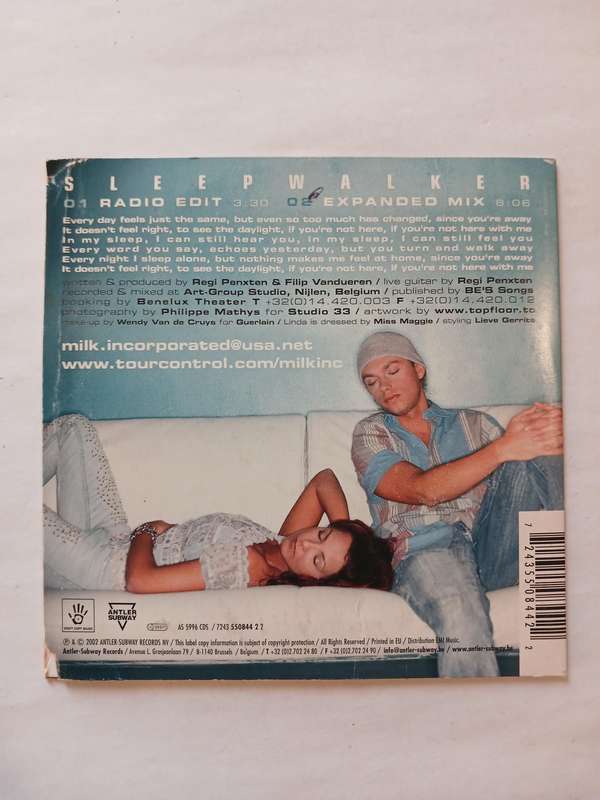 SLEEPWALKER
01 RADIO EDIT 3:30 02 EXPANDED MIX 6:06
Every day feels just the same, but even so too much has changed, since you're away
It doesn't feel right, to see the daylight, if you're not here, if you're not here with me
In my sleep, I can still hear you, in my sleep, I can still feel you
Every word you say, echoes yesterday, but you turn and walk away
Every night I sleep alone, but nothing makes me feel at home, since you're away
It doesn't feel right, to see the daylight, if you're not here, if you're not here with me
written & produced by Regi Penxten & Filip Vandueren / live guitar by Regi Penxten
recorded & mixed at Art-Group Studio, Nijlen, Belgium / published by BE'S Songs
booking by Benelux Theater T +32(0)14.420.003 F +32(0)14.420.012
photography by Philippe Mathys for Studio 33 / artwork by www.topfloor.tc
make-up by Wendy Van de Cruys for Guerlain / Linda is dressed by Miss Maggie / styling Lieve Gerrits
milk.incorporated@usa.net
www.tourcontrol.com/milkinc
ANTLER
SUBWAY
AS 5996 CDS / 7243 550844 2 2
℗ & © 2002 ANTLER-SUBWAY RECORDS NV / This label copy information is subject of copyright protection / All Rights Reserved / Printed in EU / Distribution EMI Music.
Antler-Subway Records / Avenue L. Grosjeanlaan 79 / B-1140 Brussels / Belgium / T +32 (0)2.702 24 80 / F +32 (0)2.702 24 90 / info@antler-subway.be / www.antler-subway.be
7 24355 08442 2